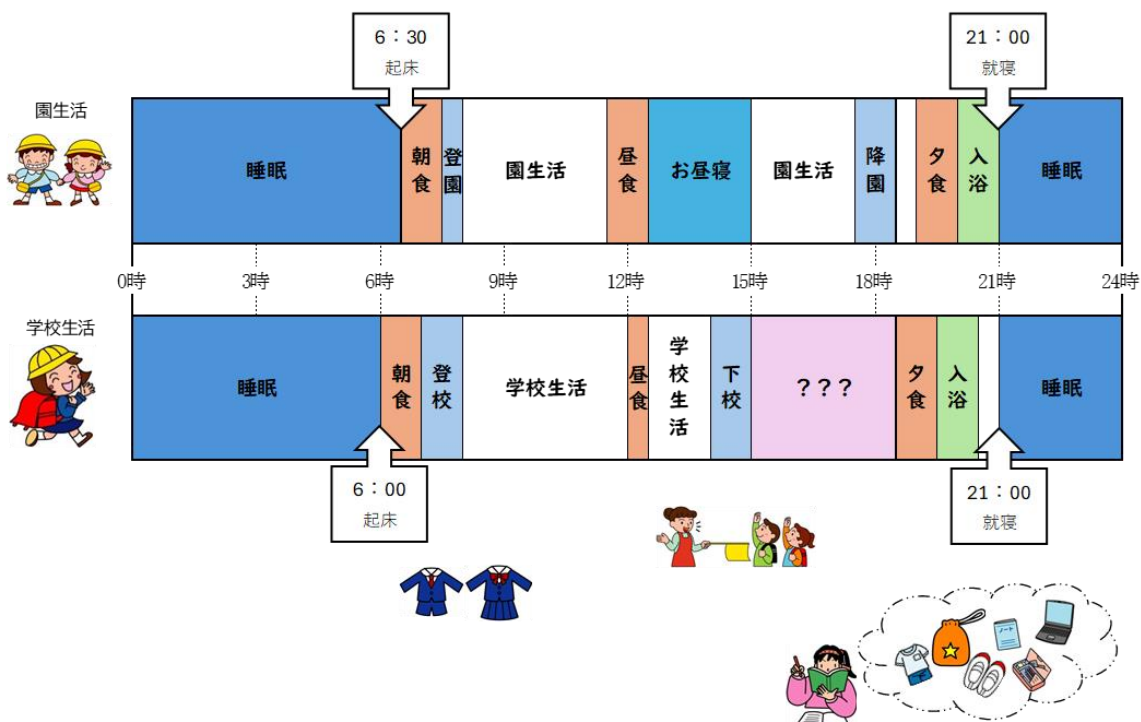 6：30
起床
21：00
就寝
園生活
睡眠
朝食
登園
園生活
昼食
お昼寝
園生活
降園
夕食
入浴
睡眠
0時
3時
6時
9時
12時
15時
18時
21時
24時
学校生活
睡眠
朝食
登校
学校生活
昼食
学校生活
下校
？？？
夕食
入浴
睡眠
6：00
起床
21：00
就寝
ノート